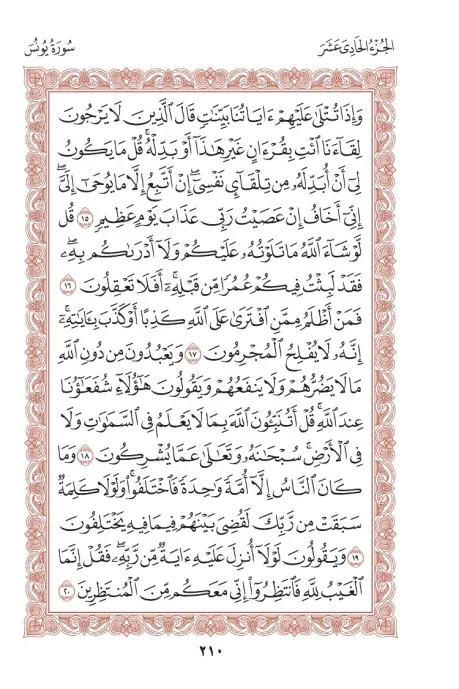 الجُزْءُ الحَادِى عَشَرَ
سُورَةُ يُونُسَ
وَإِذَا تُتْلَىٰ عَلَيْهِمْ ءَايَاتُنَا بَيِّنَٰتٍ قَالَ ٱلَّذِينَ لَا يَرْجُونَ
لِقَآءَنَا ٱئْتِ بِقُرْءَانٍ غَيْرِ هَٰذَآ أَوْ بَدِّلْهُۚ قُلْ مَا يَكُونُ
لِىٓ أَنْ أُبَدِّلَهُۥ مِن تِلْقَآئِ نَفْسِىٓۖ إِنْ أَتَّبِعُ إِلَّا مَا يُوحَىٰٓ إِلَىَّۖ
إِنِّىٓ أَخَافُ إِنْ عَصَيْتُ رَبِّى عَذَابَ يَوْمٍ عَظِيمٍ ١٥ قُل
لَّوْ شَآءَ ٱللَّهُ مَا تَلَوْتُهُۥ عَلَيْكُمْ وَلَآ أَدْرَىٰكُم بِهِۦۖ
فَقَدْ لَبِثْتُ فِيكُمْ عُمُرًا مِّن قَبْلِهِۦٓۚ أَفَلَا تَعْقِلُونَ ١٦
فَمَنْ أَظْلَمُ مِمَّنِ ٱفْتَرَىٰ عَلَى ٱللَّهِ كَذِبًا أَوْ كَذَّبَ بِـَٔايَٰتِهِۦٓۚ
إِنَّهُۥ لَا يُفْلِحُ ٱلْمُجْرِمُونَ ١٧ وَيَعْبُدُونَ مِن دُونِ ٱللَّهِ
مَا لَا يَضُرُّهُمْ وَلَا يَنفَعُهُمْ وَيَقُولُونَ هَٰٓؤُلَآءِ شُفَعَٰٓؤُنَا
عِندَ ٱللَّهِۚ قُلْ أَتُنَبِّـُٔونَ ٱللَّهَ بِمَا لَا يَعْلَمُ فِى ٱلسَّمَٰوَٰتِ وَلَا
فِى ٱلْأَرْضِۚ سُبْحَٰنَهُۥ وَتَعَٰلَىٰ عَمَّا يُشْرِكُونَ ١٨ وَمَا
كَانَ ٱلنَّاسُ إِلَّآ أُمَّةً وَٰحِدَةً فَٱخْتَلَفُوا۟ۚ وَلَوْلَا كَلِمَةٌ
سَبَقَتْ مِن رَّبِّكَ لَقُضِىَ بَيْنَهُمْ فِيمَا فِيهِ يَخْتَلِفُونَ
١٩ وَيَقُولُونَ لَوْلَآ أُنزِلَ عَلَيْهِ ءَايَةٌ مِّن رَّبِّهِۦۖ فَقُلْ إِنَّمَا
ٱلْغَيْبُ لِلَّهِ فَٱنتَظِرُوٓا۟ إِنِّى مَعَكُم مِّنَ ٱلْمُنتَظِرِينَ ٢٠
٢١٠